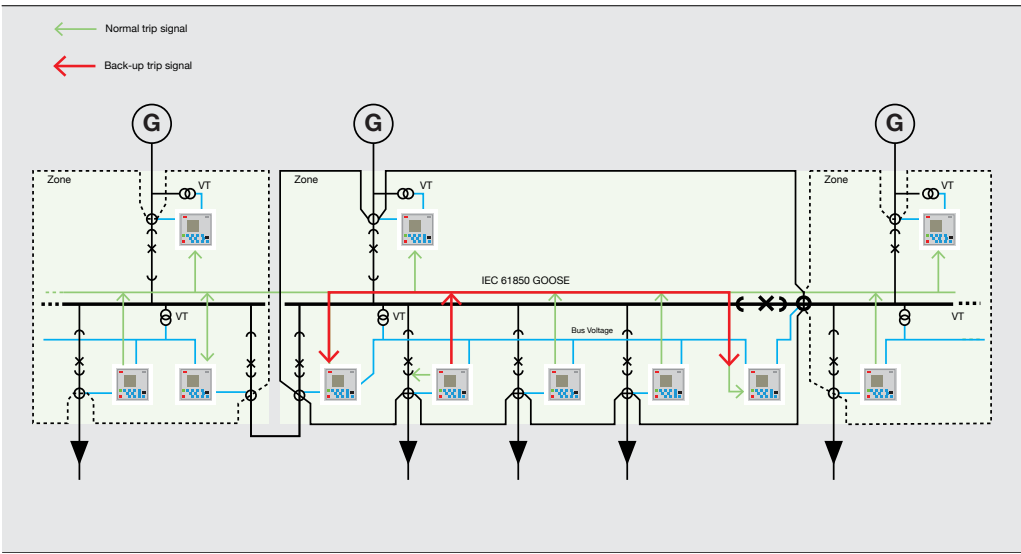 Normal trip signal
Back-up trip signal
G
G
G
Zone
VT
Zone
VT
Zone
VT
IEC 61850 GOOSE
VT
VT
VT
Bus Voltage